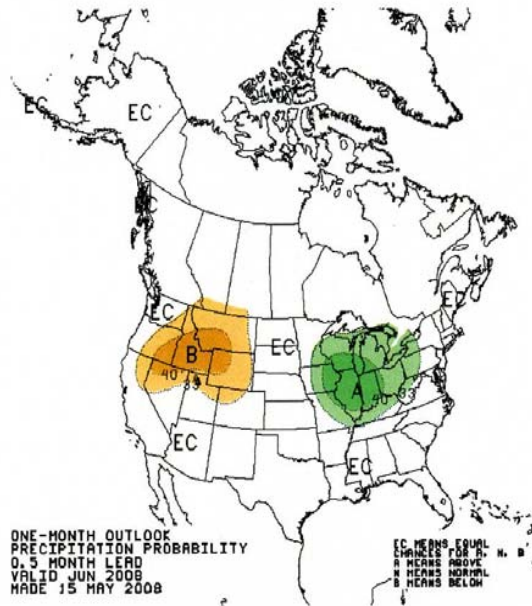 EC
EC
EC
EC
EC
EC
B
40
33
A
40
33
EC
EC
ONE-MONTH OUTLOOK
PRECIPITATION PROBABILITY
0.5 MONTH LEAD
VALID JUN 2008
MADE 15 MAY 2008
EC MEANS EQUAL
CHANCES FOR A, N, B
A MEANS ABOVE
N MEANS NORMAL
B MEANS BELOW